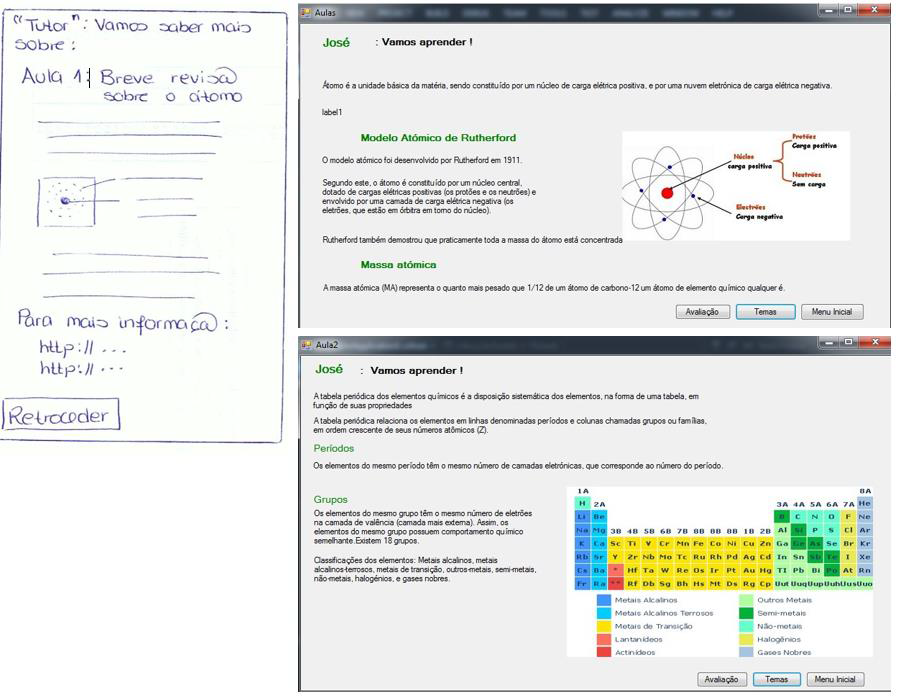 "Tutor": Vamos saber mais
sobre:
Aula 1: Breve revisão
sobre o átomo
Para mais informação:
http:// ...
http:// ...
Retroceder
Aulas
José : Vamos aprender !
Átomo é a unidade básica da matéria, sendo constituído por um núcleo de carga elétrica positiva, e por uma nuvem eletrónica de carga elétrica negativa.
label1
Modelo Atómico de Rutherford
O modelo atómico foi desenvolvido por Rutherford em 1911.
Segundo este, o átomo é constituído por um núcleo central,
dotado de cargas elétricas positivas (os protões e os neutrões) e
envolvido por uma camada de carga elétrica negativa (os
eletrões, que estão em órbitra em torno do núcleo).
Rutherford também demostrou que praticamente toda a massa do átomo está concentrada
Protões
Carga positiva
Núcleo
carga positiva
Neutrões
Sem carga
Electrões
Carga negativa
Massa atómica
A massa atómica (MA) representa o quanto mais pesado que 1/12 de um átomo de carbono-12 um átomo de elemento químico qualquer é.
Avaliação Temas Menu Inicial
Aula2
José : Vamos aprender !
A tabela periódica dos elementos químicos é a disposição sistemática dos elementos, na forma de uma tabela, em
função de suas propriedades
A tabela periódica relaciona os elementos em linhas denominadas períodos e colunas chamadas grupos ou famílias,
em ordem crescente de seus números atômicos (Z).
Períodos
Os elementos do mesmo período têm o mesmo número de camadas eletrónicas, que corresponde ao número do período.
Grupos
Os elementos do mesmo grupo têm o mesmo número de eletrões
na camada de valência (camada mais externa). Assim, os
elementos do mesmo grupo possuem comportamento químico
semelhante.Existem 18 grupos.
Classificações dos elementos: Metais alcalinos, metais
alcalinos-terrosos, metais de transição, outros-metais, semi-metais,
não-metais, halogénios, e gases nobres.
1A 8A
H 2A 3A 4A 5A 6A 7A He
Li Be B C N O F Ne
Na Mg 3B 4B 5B 6B 7B 8B 8B 8B 1B 2B Al Si P S Cl Ar
K Ca Sc Ti V Cr Mn Fe Co Ni Cu Zn Ga Ge As Se Br Kr
Rb Sr Y Zr Nb Mo Tc Ru Rh Pd Ag Cd In Sn Sb Te I Xe
Cs Ba * Hf Ta W Re Os Ir Pt Au Hg Tl Pb Bi Po At Rn
Fr Ra ** Rf Db Sg Bh Hs Mt Ds Rg Cp Uut Uuq Uup Uuh Uus Uuo
Metais Alcalinos
Metais Alcalinos Terrosos
Metais de Transição
Lantanídeos
Actinídeos
Outros Metais
Semi-metais
Não-metais
Halogênios
Gases Nobres
Avaliação Temas Menu Inicial